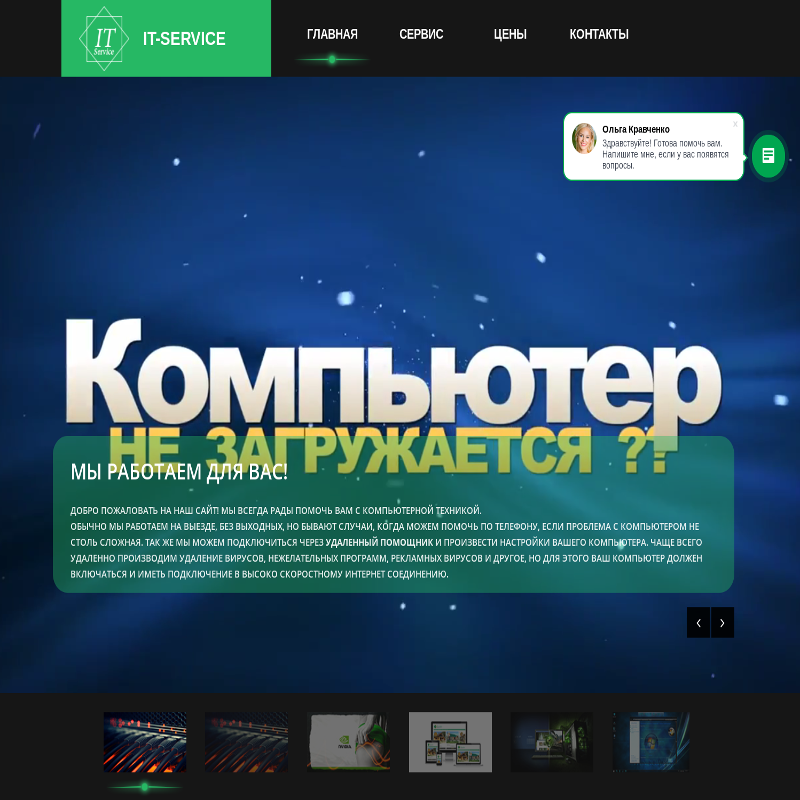 IT
Service
IT-SERVICE
ГЛАВНАЯ
СЕРВИС
ЦЕНЫ
КОНТАКТЫ
Ольга Кравченко
Здравствуйте! Готова помочь вам.
Напишите мне, если у вас появятся
вопросы.
Компьютер
НЕ ЗАГРУЖАЕТСЯ ??
МЫ РАБОТАЕМ ДЛЯ ВАС!
ДОБРО ПОЖАЛОВАТЬ НА НАШ САЙТ! МЫ ВСЕГДА РАДЫ ПОМОЧЬ ВАМ С КОМПЬЮТЕРНОЙ ТЕХНИКОЙ.
ОБЫЧНО МЫ РАБОТАЕМ НА ВЫЕЗДЕ, БЕЗ ВЫХОДНЫХ, НО БЫВАЮТ СЛУЧАИ, КОГДА МОЖЕМ ПОМОЧЬ ПО ТЕЛЕФОНУ, ЕСЛИ ПРОБЛЕМА С КОМПЬЮТЕРОМ НЕ
СТОЛЬ СЛОЖНАЯ. ТАК ЖЕ МЫ МОЖЕМ ПОДКЛЮЧИТЬСЯ ЧЕРЕЗ УДАЛЕННЫЙ ПОМОЩНИК И ПРОИЗВЕСТИ НАСТРОЙКИ ВАШЕГО КОМПЬЮТЕРА. ЧАЩЕ ВСЕГО
УДАЛЕННО ПРОИЗВОДИМ УДАЛЕНИЕ ВИРУСОВ, НЕЖЕЛАТЕЛЬНЫХ ПРОГРАММ, РЕКЛАМНЫХ ВИРУСОВ И ДРУГОЕ, НО ДЛЯ ЭТОГО ВАШ КОМПЬЮТЕР ДОЛЖЕН
ВКЛЮЧАТЬСЯ И ИМЕТЬ ПОДКЛЮЧЕНИЕ В ВЫСОКО СКОРОСТНОМУ ИНТЕРНЕТ СОЕДИНЕНИЮ.